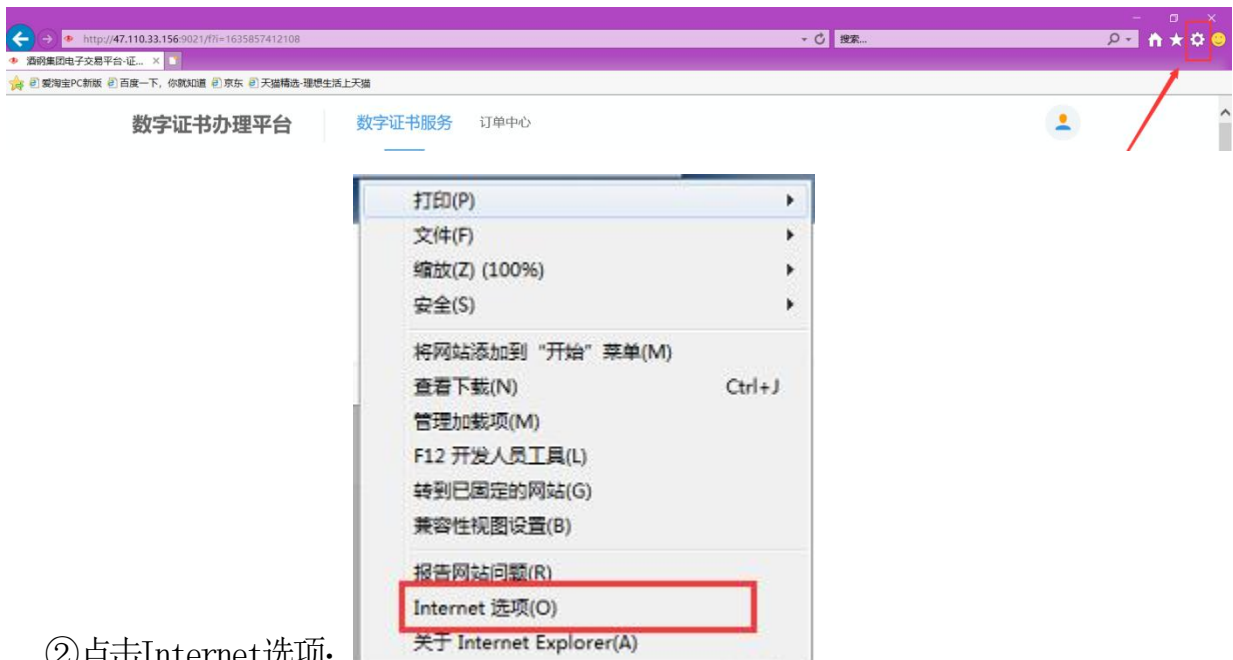 http://47.110.33.156:9021/f?i=1635857412108
搜索...
酒钢集团电子交易平台-证... ×
爱淘宝PC新版 百度一下，你就知道 京东 天猫精选-理想生活上天猫
数字证书办理平台 数字证书服务 订单中心
打印(P)
文件(F)
缩放(Z) (100%)
安全(S)
将网站添加到 "开始" 菜单(M)
查看下载(N) Ctrl+J
管理加载项(M)
F12 开发人员工具(L)
转到已固定的网站(G)
兼容性视图设置(B)
报告网站问题(R)
Internet 选项(O)
关于 Internet Explorer(A)
②点击Internet选项;